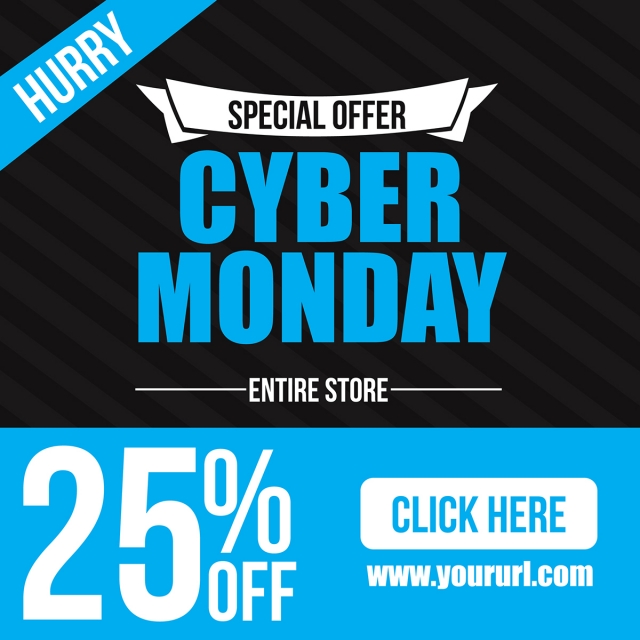 HURRY
SPECIAL OFFER
CYBER
MONDAY
ENTIRE STORE
25%
OFF
CLICK HERE
www.yoururl.com